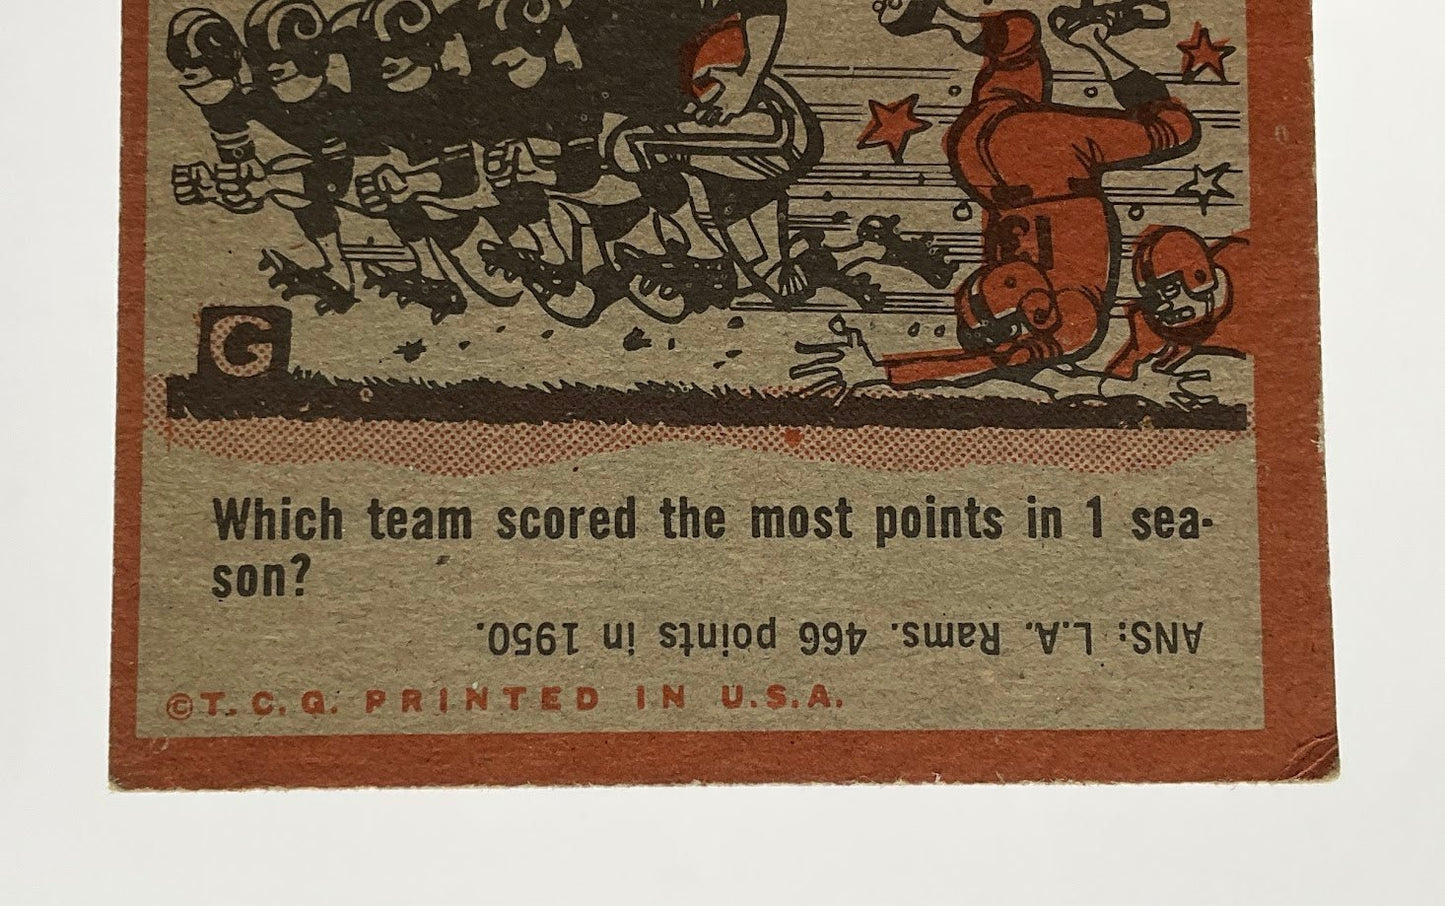 G
Which team scored the most points in 1 sea-
son?
ANS: L.A. Rams. 466 points in 1950.
©T.C.G. PRINTED IN U.S.A.